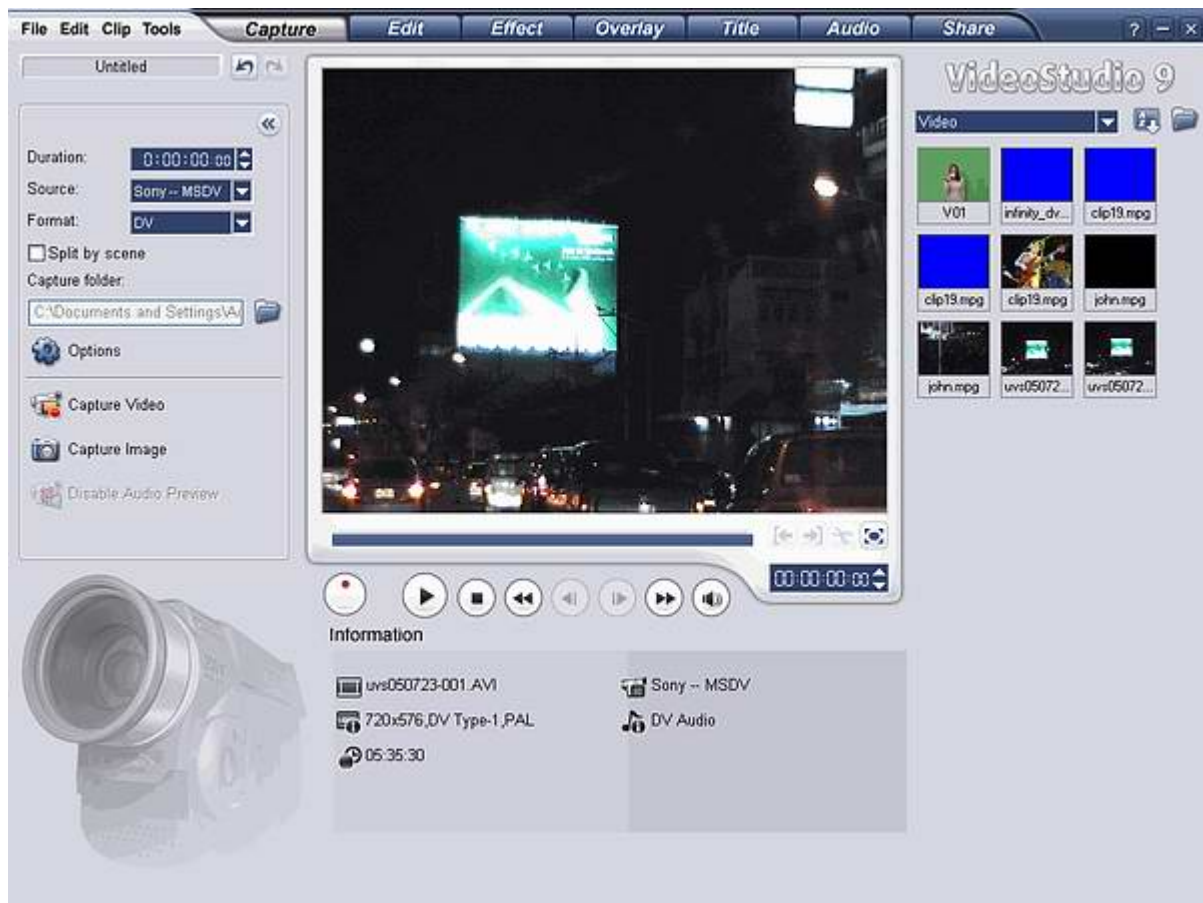 File Edit Clip Tools Capture Edit Effect Overlay Title Audio Share ?
Untitled
VideoStudio 9
Video
Duration: 0:00:00:00
Source: Sony -- MSDV
Format: DV
Split by scene
Capture folder:
C:\Documents and Settings\A
Options
Capture Video
Capture Image
Disable Audio Preview
V01 infinity_dv... clip19.mpg
clip19.mpg clip19.mpg john.mpg
john.mpg uvs05072... uvs05072...
00:00:00:00
Information
uvs050723-001.AVI
Sony -- MSDV
720x576,DV Type-1,PAL
DV Audio
05:35:30